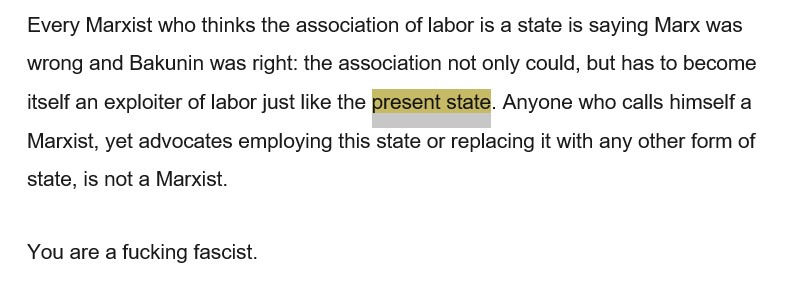 Every Marxist who thinks the association of labor is a state is saying Marx was
wrong and Bakunin was right: the association not only could, but has to become
itself an exploiter of labor just like the present state. Anyone who calls himself a
Marxist, yet advocates employing this state or replacing it with any other form of
state, is not a Marxist.
You are a fucking fascist.